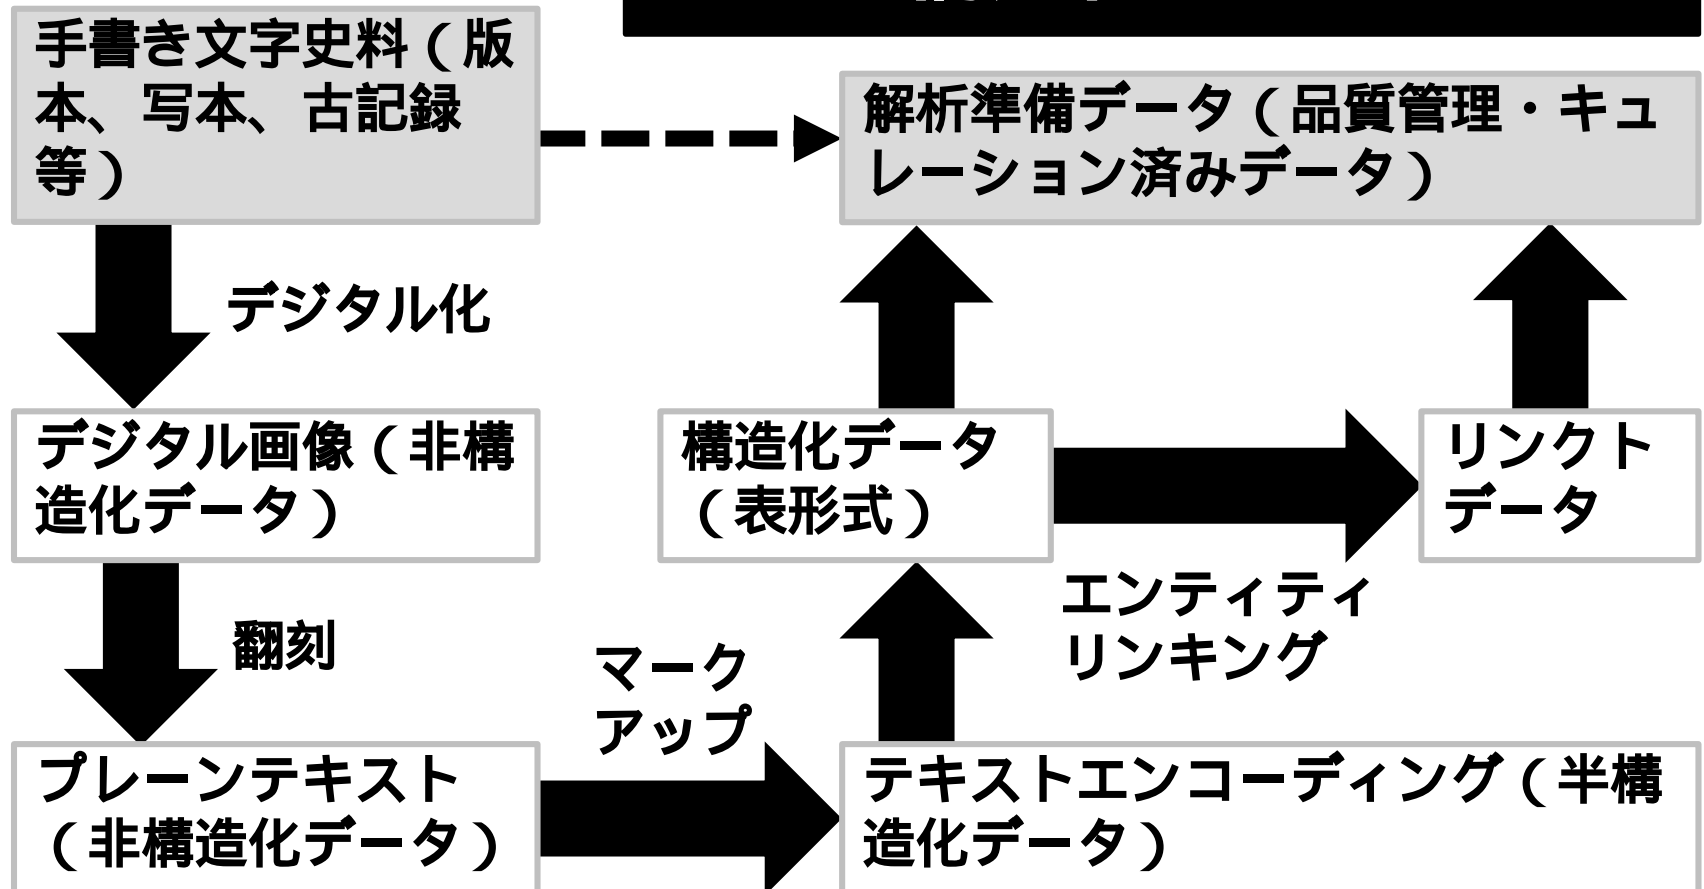 手書き文字史料（版
本、写本、古記録
等）
解析準備データ（品質管理・キュ
レーション済みデータ）
デジタル化
デジタル画像（非構
造化データ）
構造化データ
（表形式）
リンクト
データ
エンティティ
リンキング
翻刻
マーク
アップ
プレーンテキスト
（非構造化データ）
テキストエンコーディング（半構
造化データ）